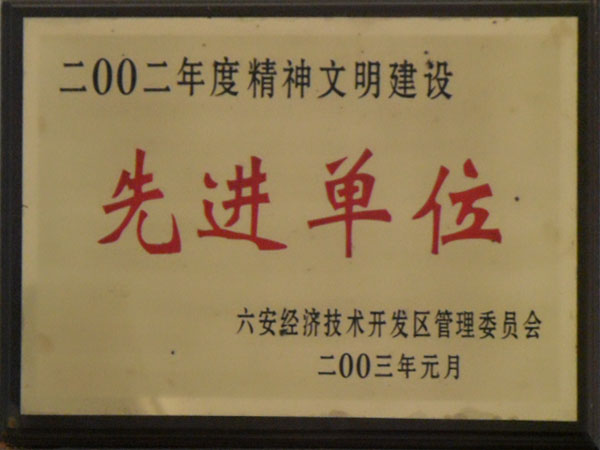 二00二年度精神文明建设
先进单位
六安经济技术开发区管理委员会
二00三年元月